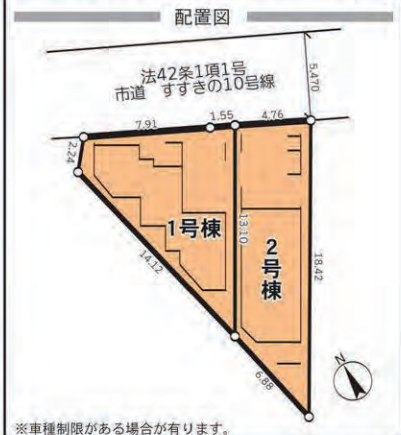 配置図
法42条1項1号
市道 すすきの10号線
5.470
7.91
1.55
4.76
2.24
1号棟
13.10
2号棟
18.42
14.12
6.88
N
※車種制限がある場合が有ります。